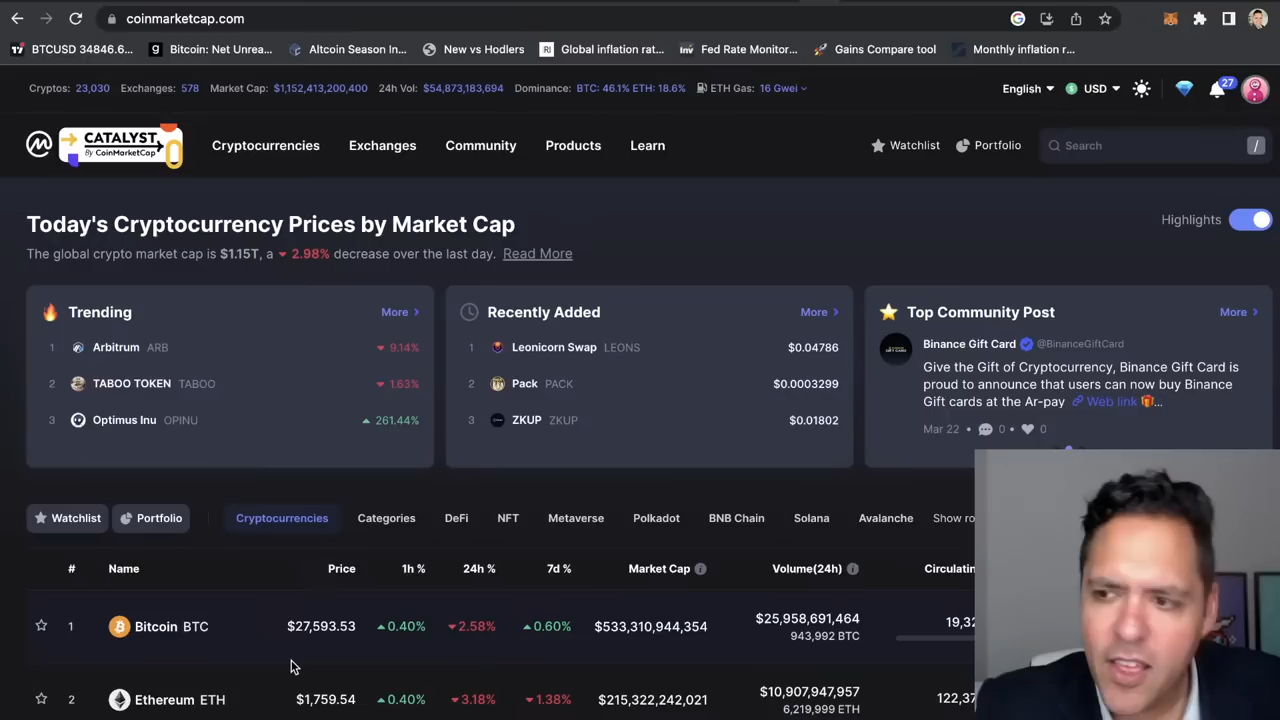 coinmarketcap.com
BTCUSD 34846.6... Bitcoin: Net Unrea... Altcoin Season In... New vs Hodlers RI Global inflation rat... Inv Fed Rate Monitor... Gains Compare tool Monthly inflation r...
Cryptos: 23,030 Exchanges: 578 Market Cap: $1,152,413,200,400 24h Vol: $54,873,183,694 Dominance: BTC: 46.1% ETH: 18.6% ETH Gas: 16 Gwei English USD 27
CATALYST
By CoinMarketCap
Cryptocurrencies Exchanges Community Products Learn Watchlist Portfolio Search /
Today's Cryptocurrency Prices by Market Cap
Highlights
The global crypto market cap is $1.15T, a 2.98% decrease over the last day. Read More
Trending More
1 Arbitrum ARB 9.14%
2 TABOO TOKEN TABOO 1.63%
3 Optimus Inu OPINU 261.44%
Recently Added More
1 Leonicorn Swap LEONS $0.04786
2 Pack PACK $0.0003299
3 ZKUP ZKUP $0.01802
Top Community Post More
Binance Gift Card @BinanceGiftCard
Give the Gift of Cryptocurrency, Binance Gift Card is
proud to announce that users can now buy Binance
Gift cards at the Ar-pay Web link ...
Mar 22 • 0 • 0
Watchlist Portfolio Cryptocurrencies Categories DeFi NFT Metaverse Polkadot BNB Chain Solana Avalanche Show ro
# Name Price 1h % 24h % 7d % Market Cap Volume(24h) Circulatin
1 Bitcoin BTC $27,593.53 0.40% 2.58% 0.60% $533,310,944,354 $25,958,691,464 19,32
943,992 BTC
2 Ethereum ETH $1,759.54 0.40% 3.18% 1.38% $215,322,242,021 $10,907,947,957 122,37
6,219,999 ETH